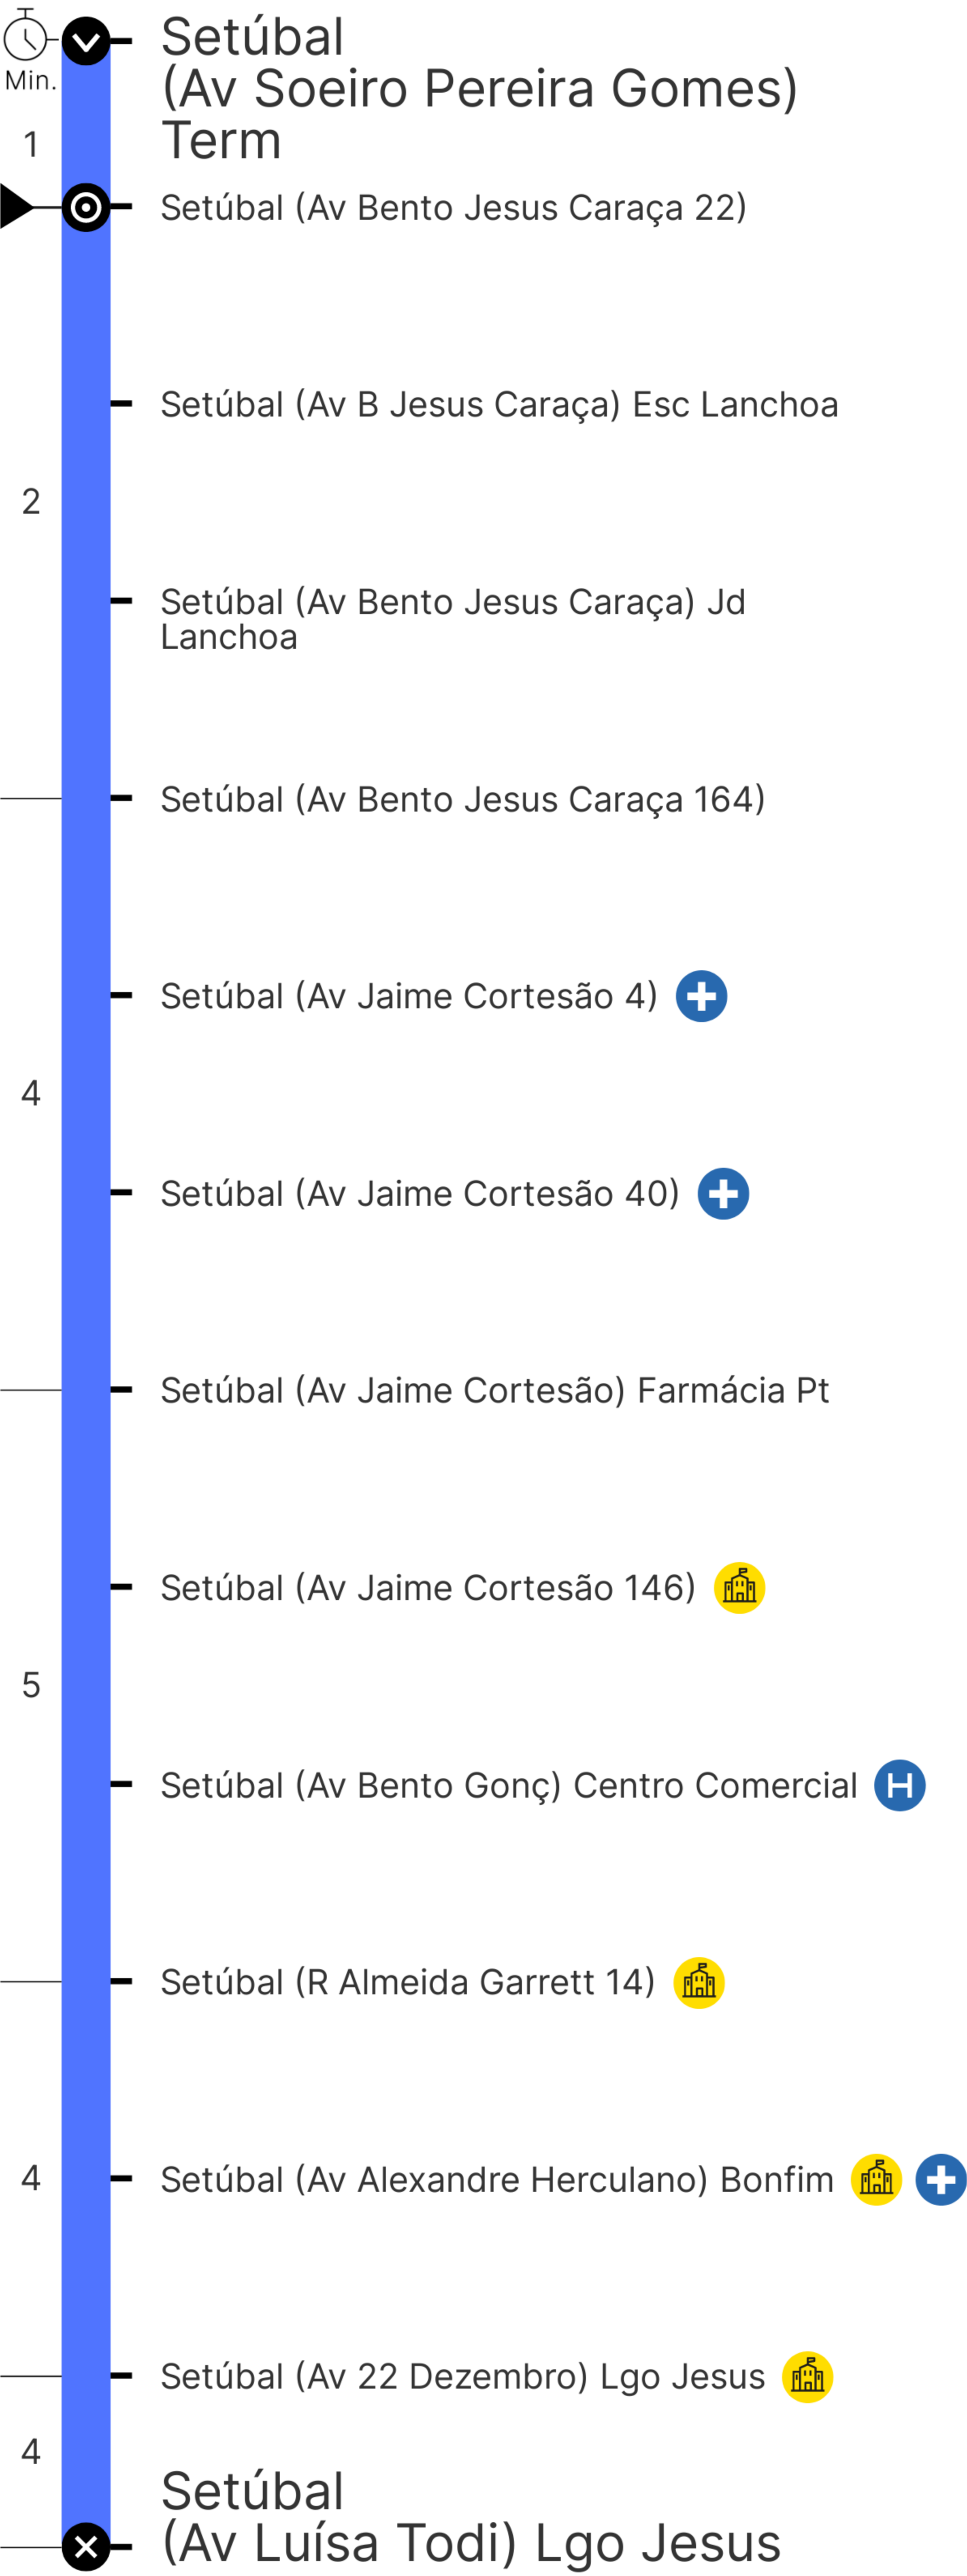 Setúbal
(Av Soeiro Pereira Gomes)
Term
Min.
1
Setúbal (Av Bento Jesus Caraça 22)
Setúbal (Av B Jesus Caraça) Esc Lanchoa
2
Setúbal (Av Bento Jesus Caraça) Jd
Lanchoa
Setúbal (Av Bento Jesus Caraça 164)
Setúbal (Av Jaime Cortesão 4)
4
Setúbal (Av Jaime Cortesão 40)
Setúbal (Av Jaime Cortesão) Farmácia Pt
Setúbal (Av Jaime Cortesão 146)
5
Setúbal (Av Bento Gonç) Centro Comercial H
Setúbal (R Almeida Garrett 14)
4
Setúbal (Av Alexandre Herculano) Bonfim
Setúbal (Av 22 Dezembro) Lgo Jesus
4
Setúbal
(Av Luísa Todi) Lgo Jesus